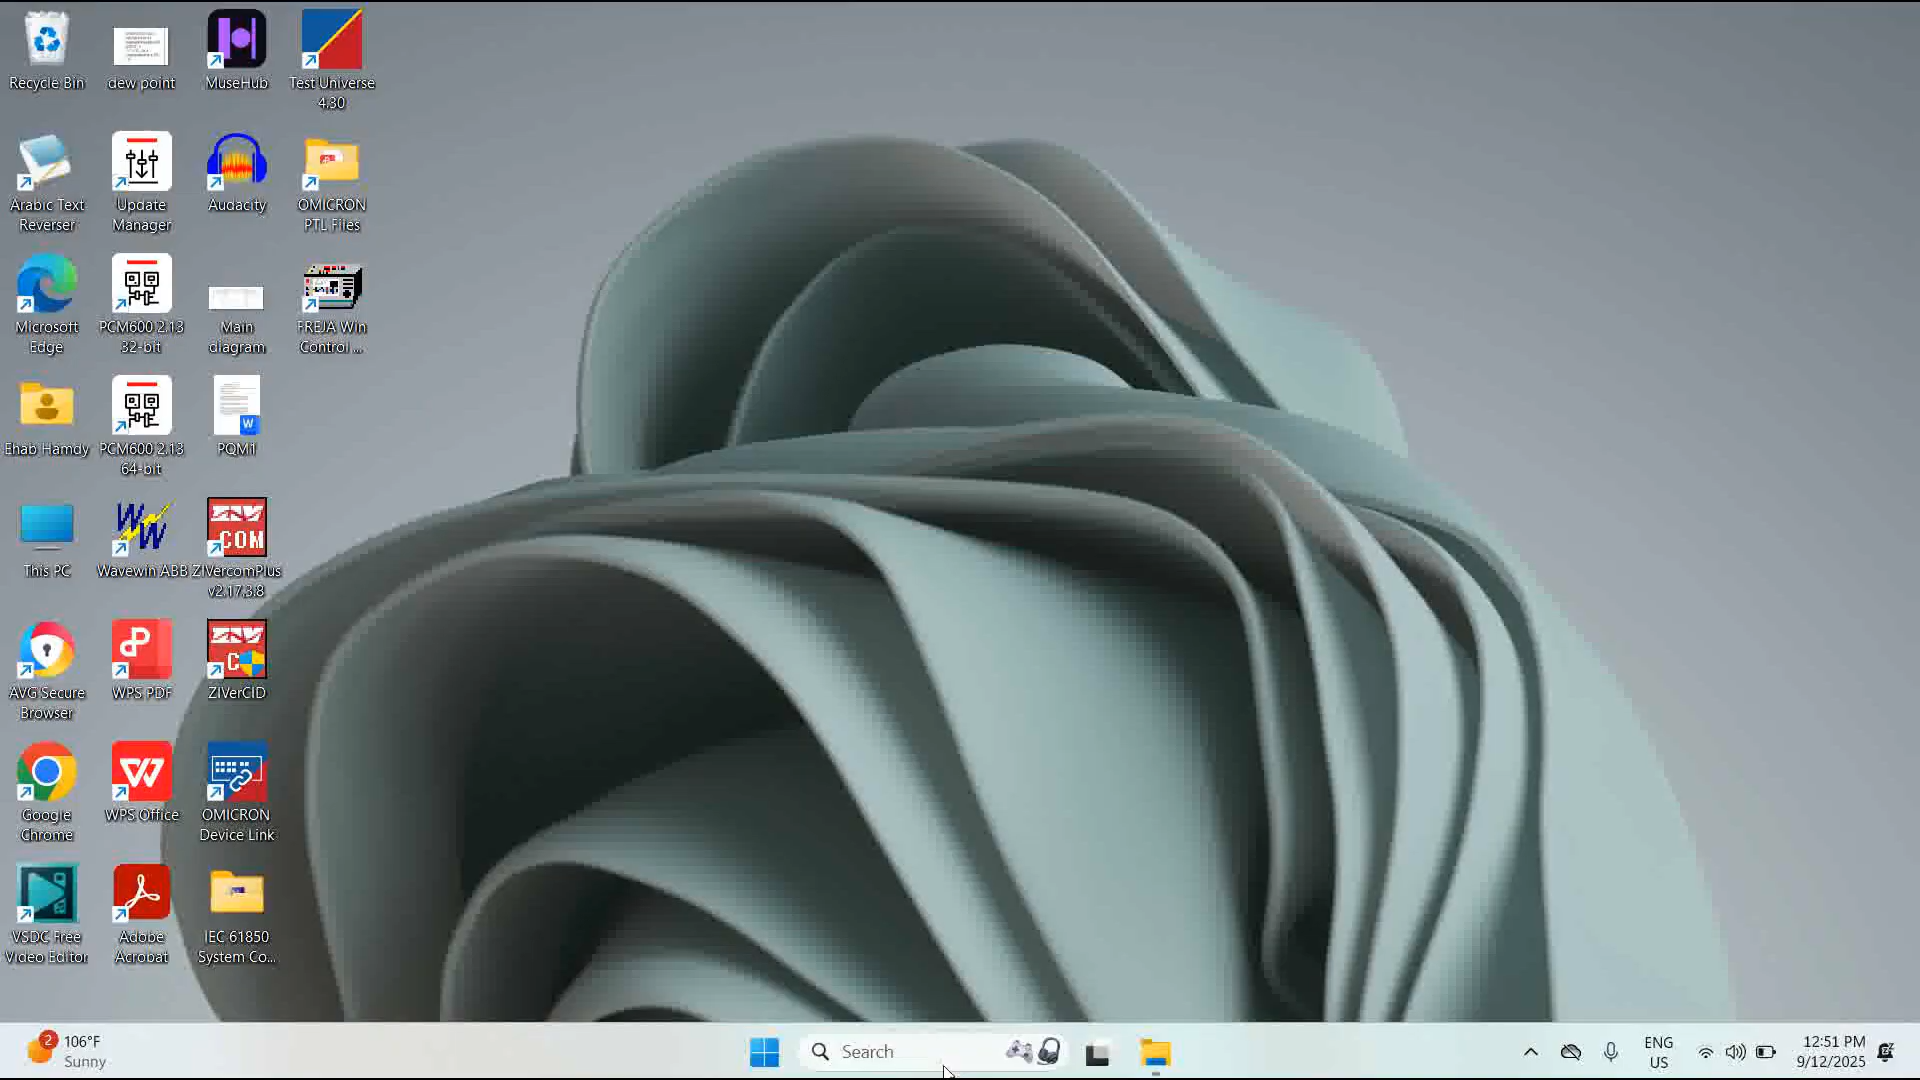 Recycle Bin
dew point
MuseHub
Test Universe
4.30
Arabic Text
Reverser
Update
Manager
Audacity
OMICRON
PTL Files
Microsoft
Edge
PCM600 2.13
32-bit
Main
diagram
FREJA Win
Control ...
Ehab Hamdy
PCM600 2.13
64-bit
W
PQM1
This PC
Wavewin ABB
COM
ZIVercomPlus
v2.17.3.8
AVG Secure
Browser
WPS PDF
ZIVerCID
Google
Chrome
WPS Office
OMICRON
Device Link
VSDC Free
Video Editor
Adobe
Acrobat
IEC 61850
System Co...
2
106°F
Sunny
Search
ENG
US
12:51 PM
9/12/2025